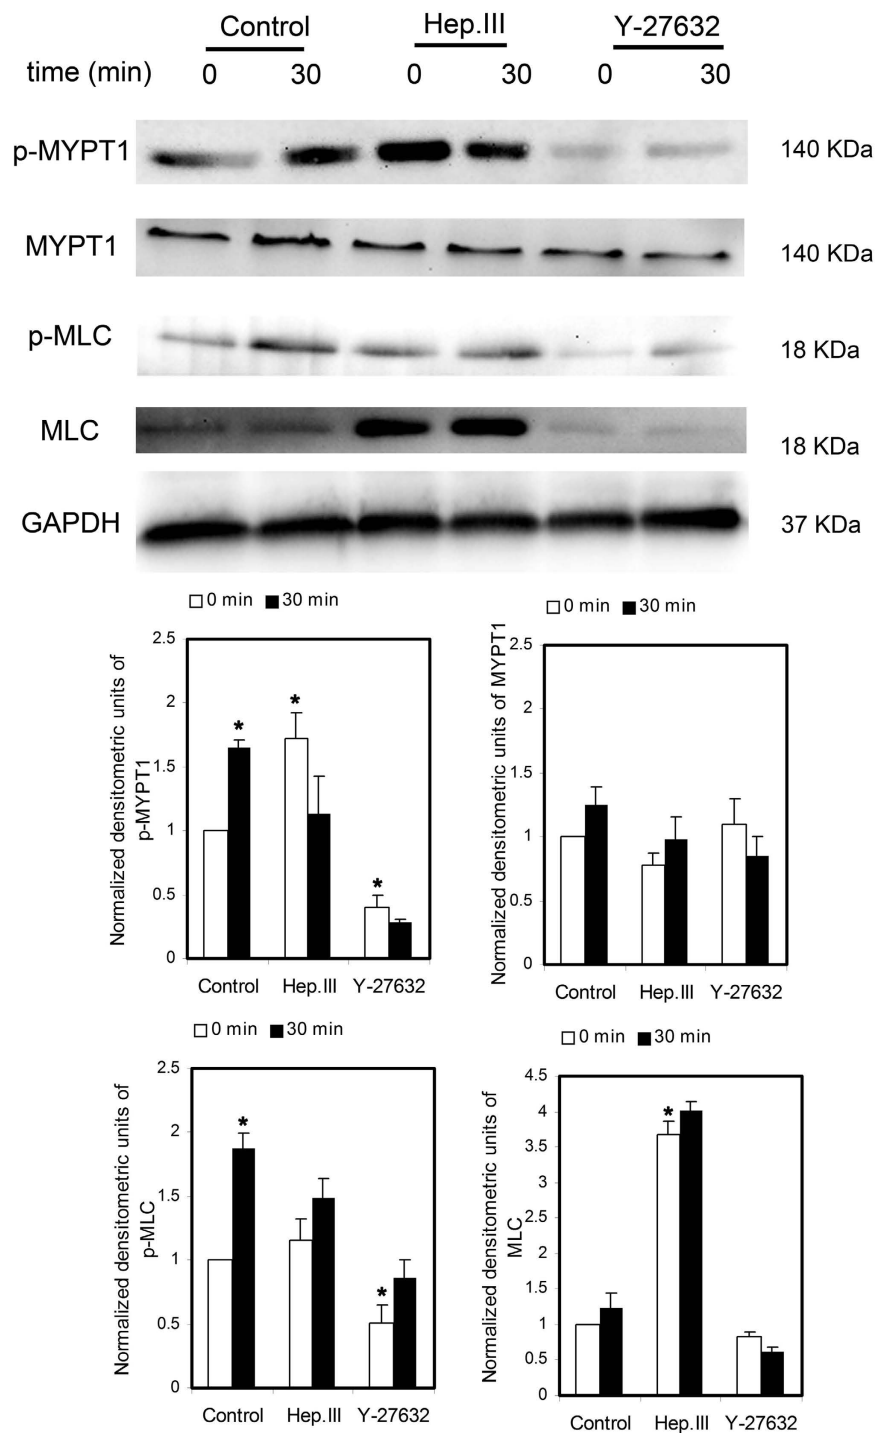 Control Hep.III Y-27632
time (min) 0 30 0 30 0 30
p-MYPT1 140 KDa
MYPT1 140 KDa
p-MLC 18 KDa
MLC 18 KDa
GAPDH 37 KDa
0 min 30 min
Normalized densitometric units of
p-MYPT1
2.5
2
1.5
1
0.5
0
* * *
Control Hep.III Y-27632
0 min 30 min
Normalized densitometric units of MYPT1
2.5
2
1.5
1
0.5
0
Control Hep.III Y-27632
0 min 30 min
Normalized densitometric units of
p-MLC
2.5
2
1.5
1
0.5
0
* *
Control Hep.III Y-27632
0 min 30 min
Normalized densitometric units of
MLC
4.5
4
3.5
3
2.5
2
1.5
1
0.5
0
*
Control Hep.III Y-27632